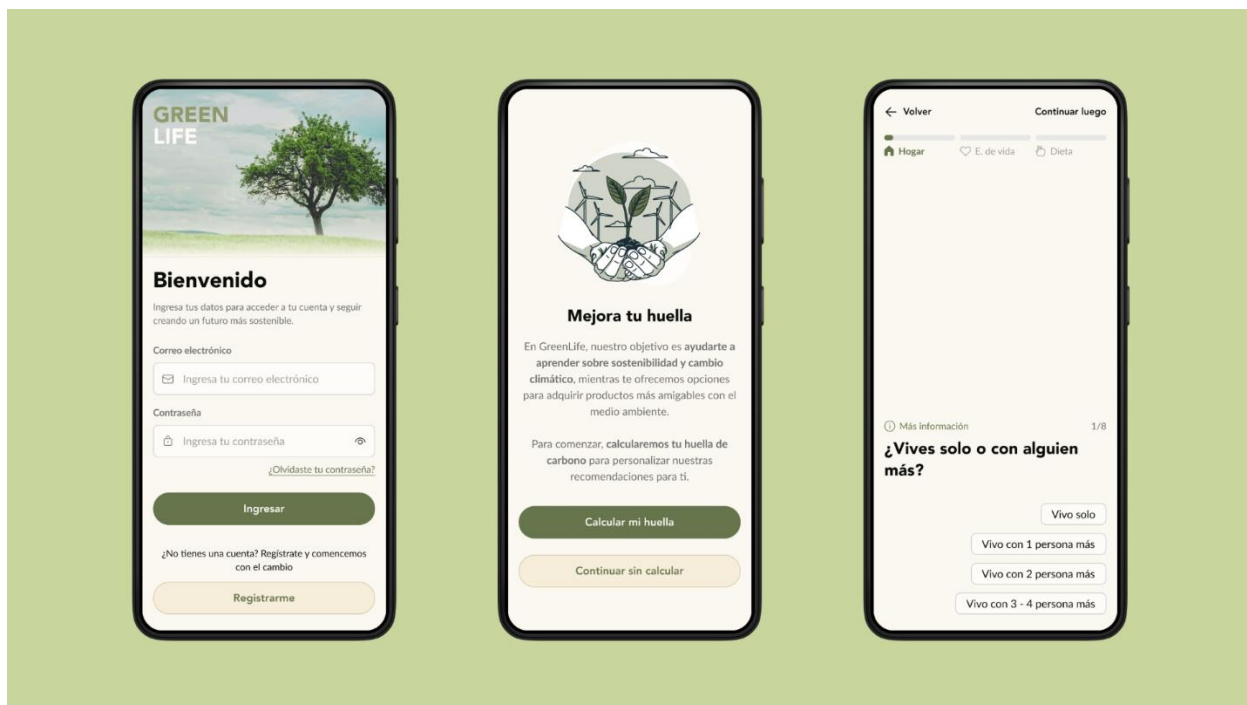 GREEN
LIFE
Bienvenido
Ingresa tus datos para acceder a tu cuenta y seguir
creando un futuro más sostenible.
Correo electrónico
Ingresa tu correo electrónico
Contraseña
Ingresa tu contraseña
¿Olvidaste tu contraseña?
Ingresar
¿No tienes una cuenta? Regístrate y comencemos
con el cambio
Registrarme
Mejora tu huella
En GreenLife, nuestro objetivo es ayudarte a
aprender sobre sostenibilidad y cambio
climático, mientras te ofrecemos opciones
para adquirir productos más amigables con el
medio ambiente.
Para comenzar, calcularemos tu huella de
carbono para personalizar nuestras
recomendaciones para ti.
Calcular mi huella
Continuar sin calcular
Volver Continuar luego
Hogar E. de vida Dieta
Más información 1/8
¿Vives solo o con alguien
más?
Vivo solo
Vivo con 1 persona más
Vivo con 2 persona más
Vivo con 3 - 4 persona más